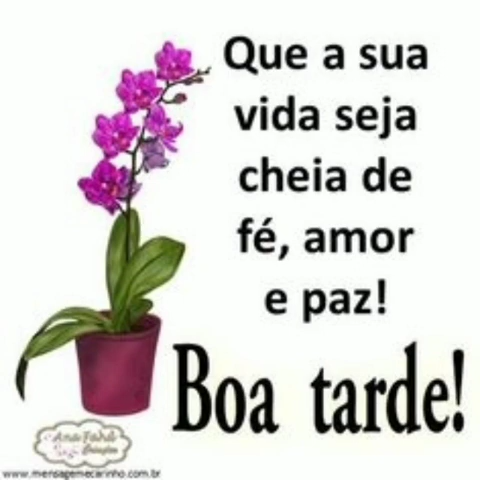 Que a sua
vida seja
cheia de
fé, amor
e paz!
Boa tarde!
www.mensagemecarinho.com.br